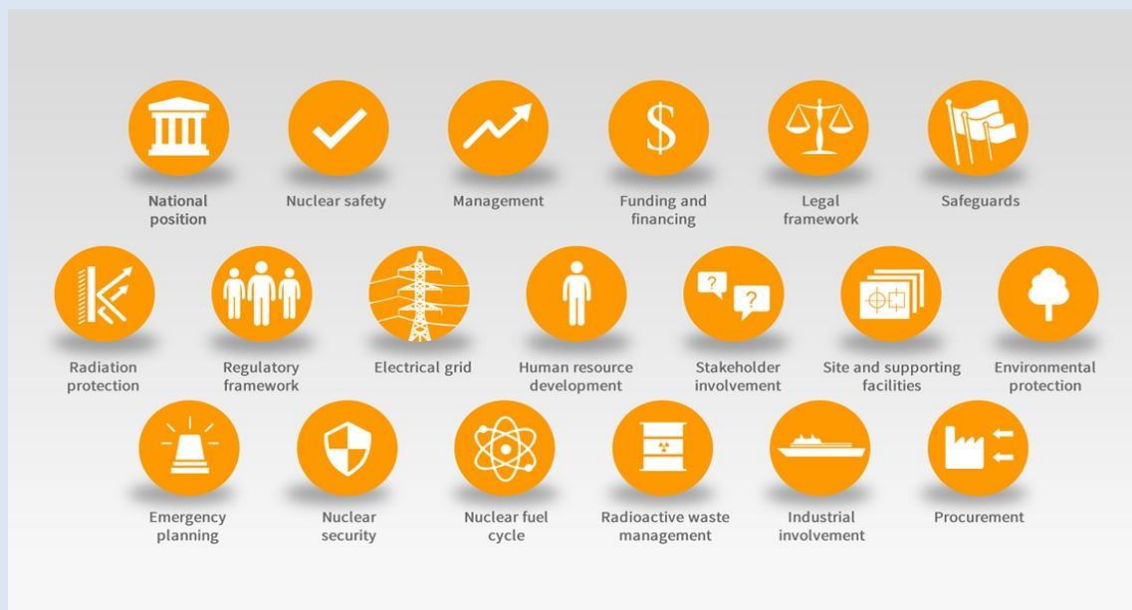 $
National
position
Nuclear safety
Management
Funding and
financing
Legal
framework
Safeguards
? ?
Radiation
protection
Regulatory
framework
Electrical grid
Human resource
development
Stakeholder
involvement
Site and supporting
facilities
Environmental
protection
Emergency
planning
Nuclear
security
Nuclear fuel
cycle
Radioactive waste
management
Industrial
involvement
Procurement